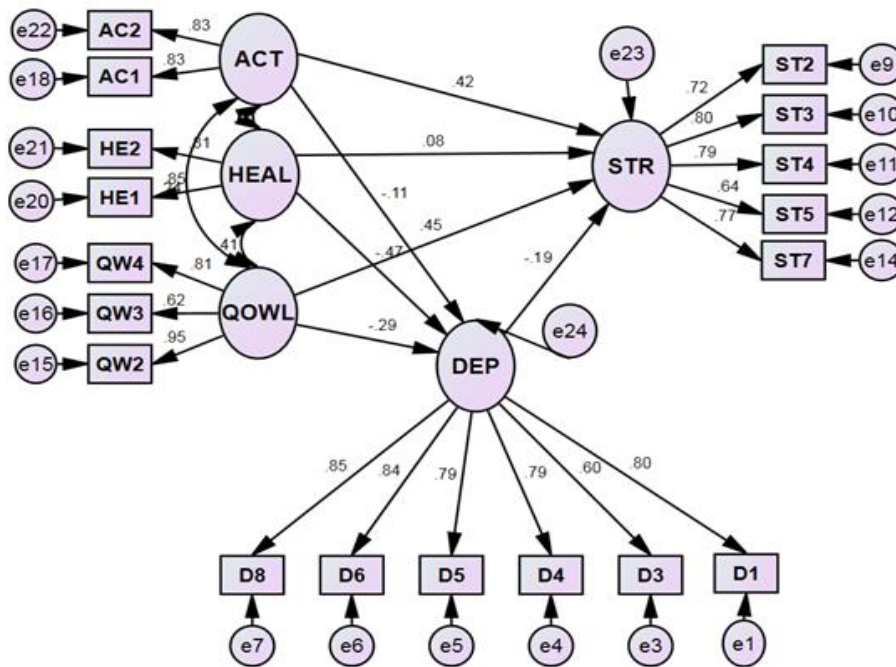 e22 AC2 .83
e18 AC1 .83
ACT
e23
.42
ST2 e9
.72
ST3 e10
.80
e21 HE2 .81
HEAL
.08
STR
ST4 e11
.79
e20 HE1 .85
ST5 e12
.64
-.11
ST7 e14
.77
.41
-.47
.45
e17 QW4 .81
QOWL
-.19
e16 QW3 .62
-.29
e24
e15 QW2 .95
DEP
.85 .84 .79 .79 .60 .80
D8 D6 D5 D4 D3 D1
e7 e6 e5 e4 e3 e1